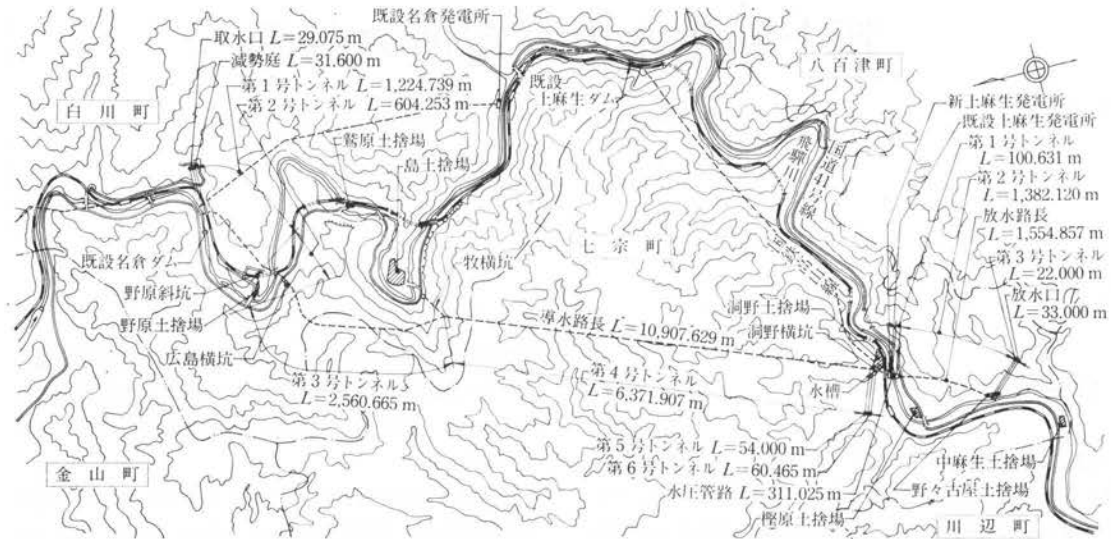 既設名倉発電所
取水口 L=29.075 m
減勢庭 L=31.600 m
第1号トンネル L=1,224.739 m
第2号トンネル L=604.253 m
白川町
鷲原土捨場
島土捨場
既設
上麻生ダム
八百津町
新上麻生発電所
既設上麻生発電所
第1号トンネル
L=100.631 m
第2号トンネル
L=1,382.120 m
放水路長
L=1,554.857 m
第3号トンネル
L=22.000 m
放水口
L=33.000 m
国道41号線
飛騨川
国鉄高山線
七宗町
既設名倉ダム
野原斜坑
野原土捨場
広島横坑
牧横坑
導水路長 L=10,907.629 m
洞野土捨場
洞野横坑
水槽
第3号トンネル
L=2,560.665 m
第4号トンネル
L=6,371.907 m
第5号トンネル L=54.000 m
第6号トンネル L=60.465 m
水圧管路 L=311.025 m
樫原土捨場
中麻生土捨場
野々古屋土捨場
金山町
川辺町